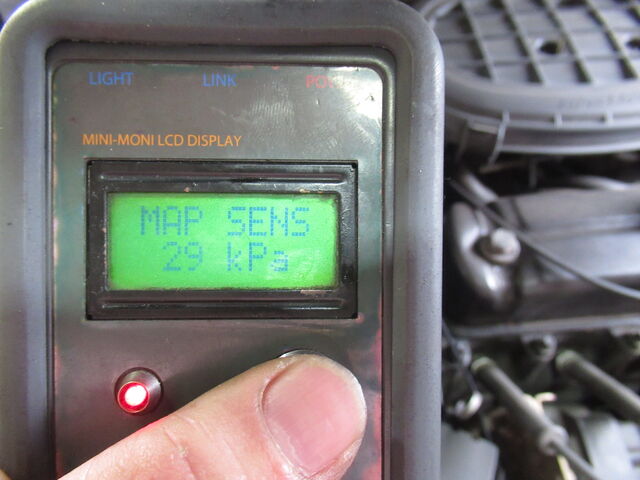 LIGHT LINK
MINI-MONI LCD DISPLAY
MAP SENS
29 kPa